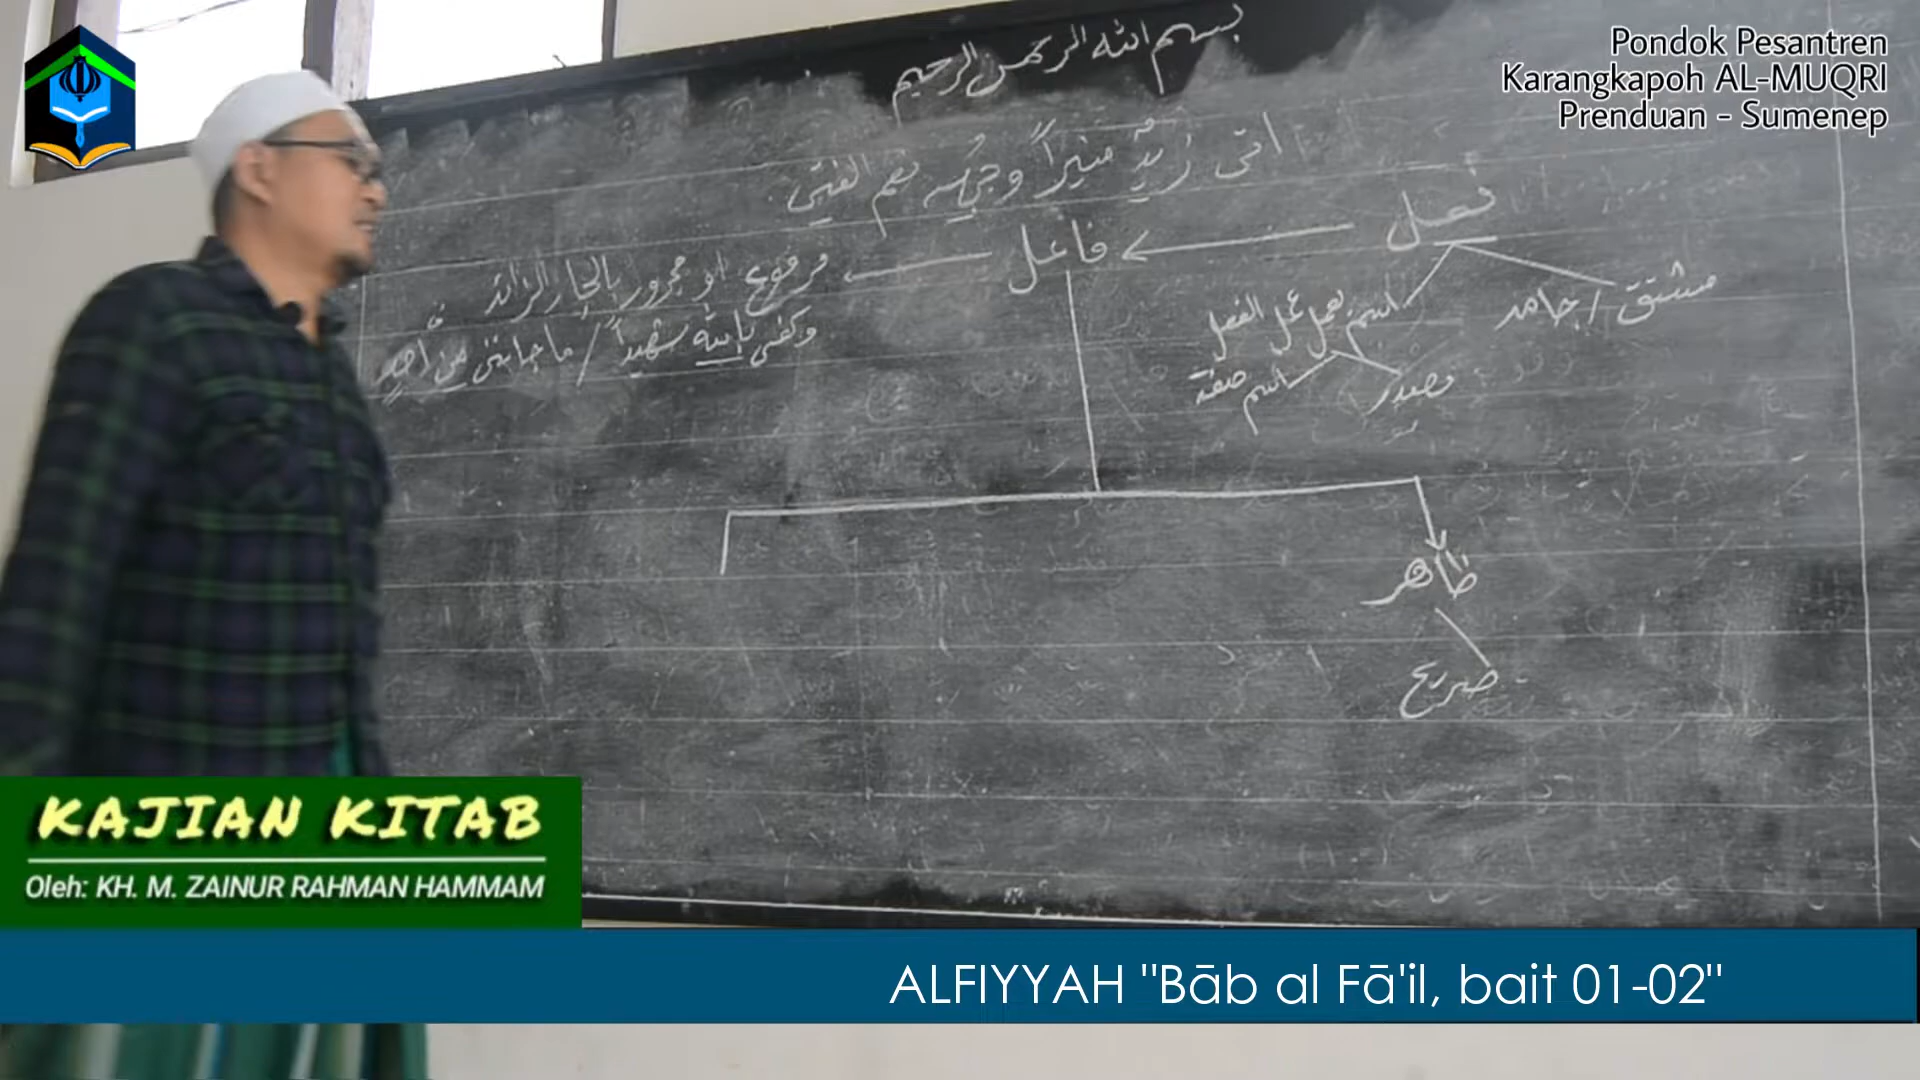 Pondok Pesantren
Karangkapoh AL-MUQRI
Prenduan - Sumenep
بسم الله الرحمن الرحيم
اتى زيدٌ منيراً وجهُه نعم الفتى
فعل
فاعل
مرفوع او مجرور بالجار الزائد
مشتق / جامد
اسم يعمل عمل الفعل
وكفى بالله شهيداً / ما جاءني من احدٍ
مصدر
اسم صفة
ظاهر
صريح
KAJIAN KITAB
Oleh: KH. M. ZAINUR RAHMAN HAMMAM
ALFIYYAH "Bāb al Fā'il, bait 01-02"